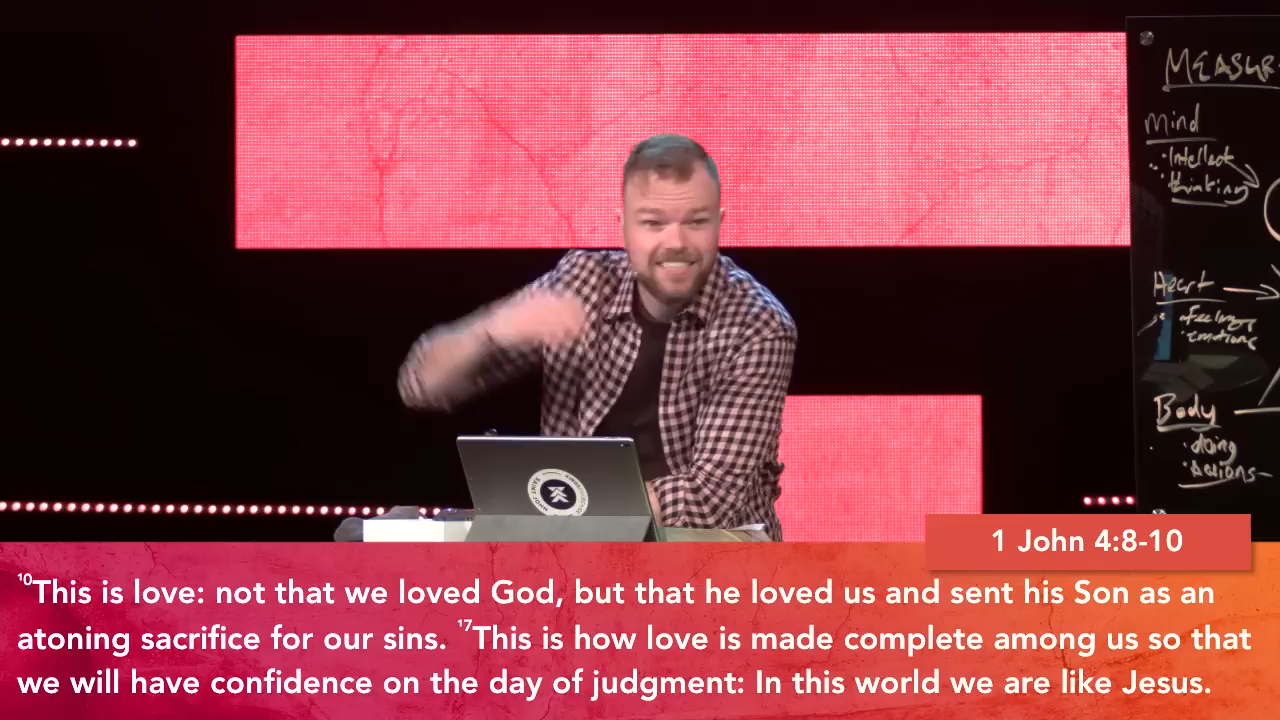 MEASUR
Mind
· Intellect
thinking
Heart
· feelings
· emotions
Body
· doing
· Actions
SAINT JOHN
1 John 4:8-10
10This is love: not that we loved God, but that he loved us and sent his Son as an
atoning sacrifice for our sins. 17This is how love is made complete among us so that
we will have confidence on the day of judgment: In this world we are like Jesus.